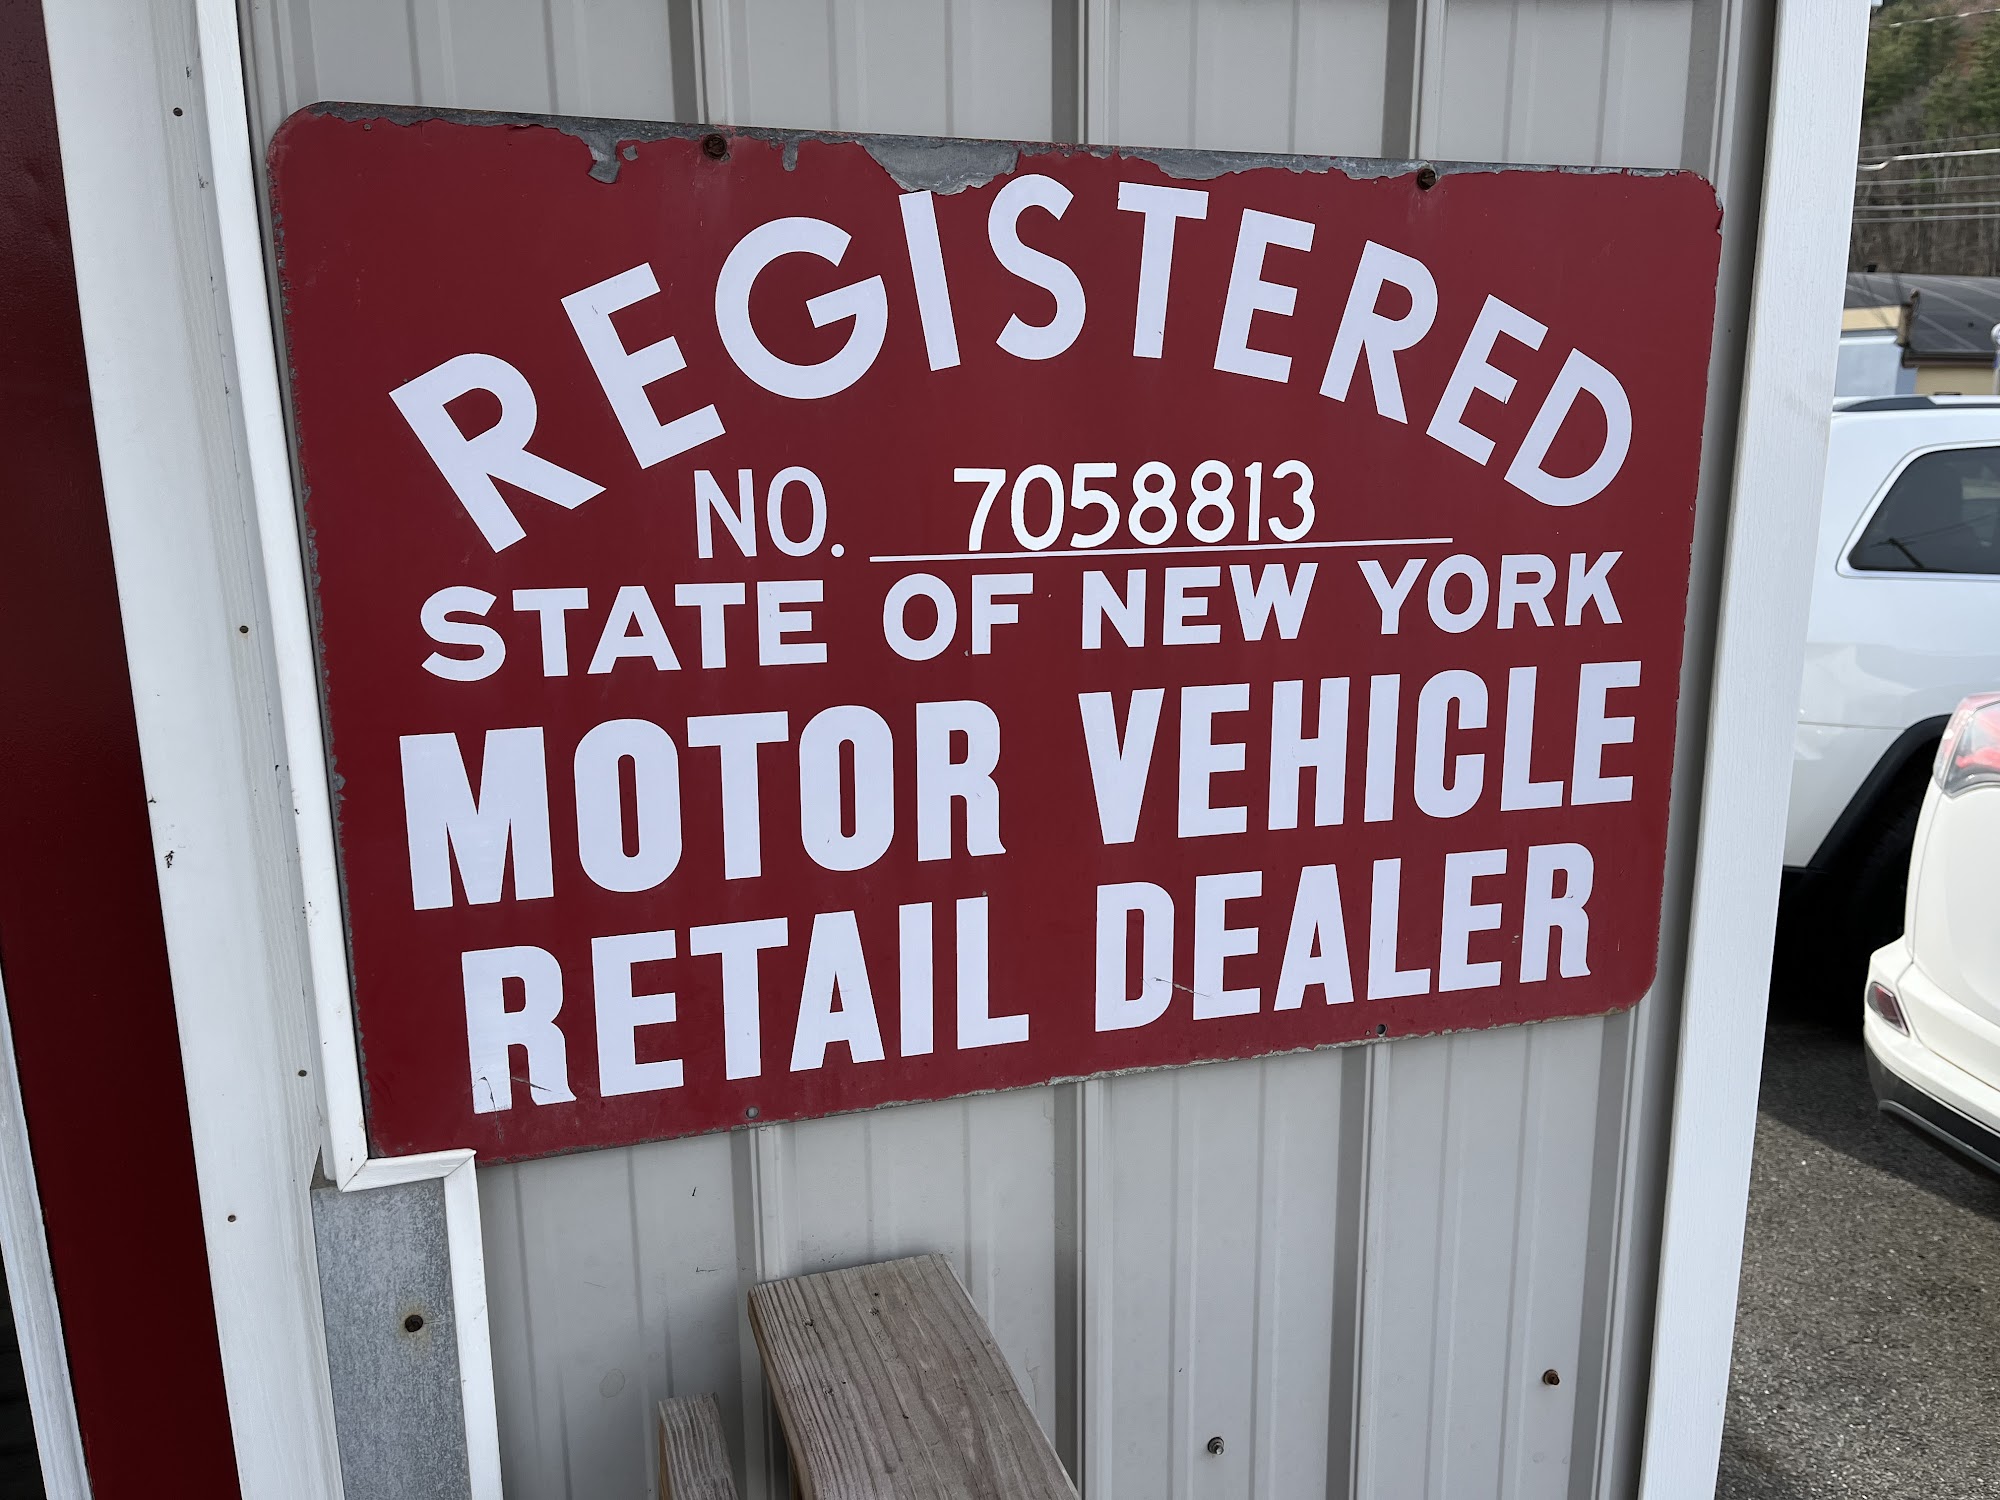 REGISTERED
NO. 7058813
STATE OF NEW YORK
MOTOR VEHICLE
RETAIL DEALER